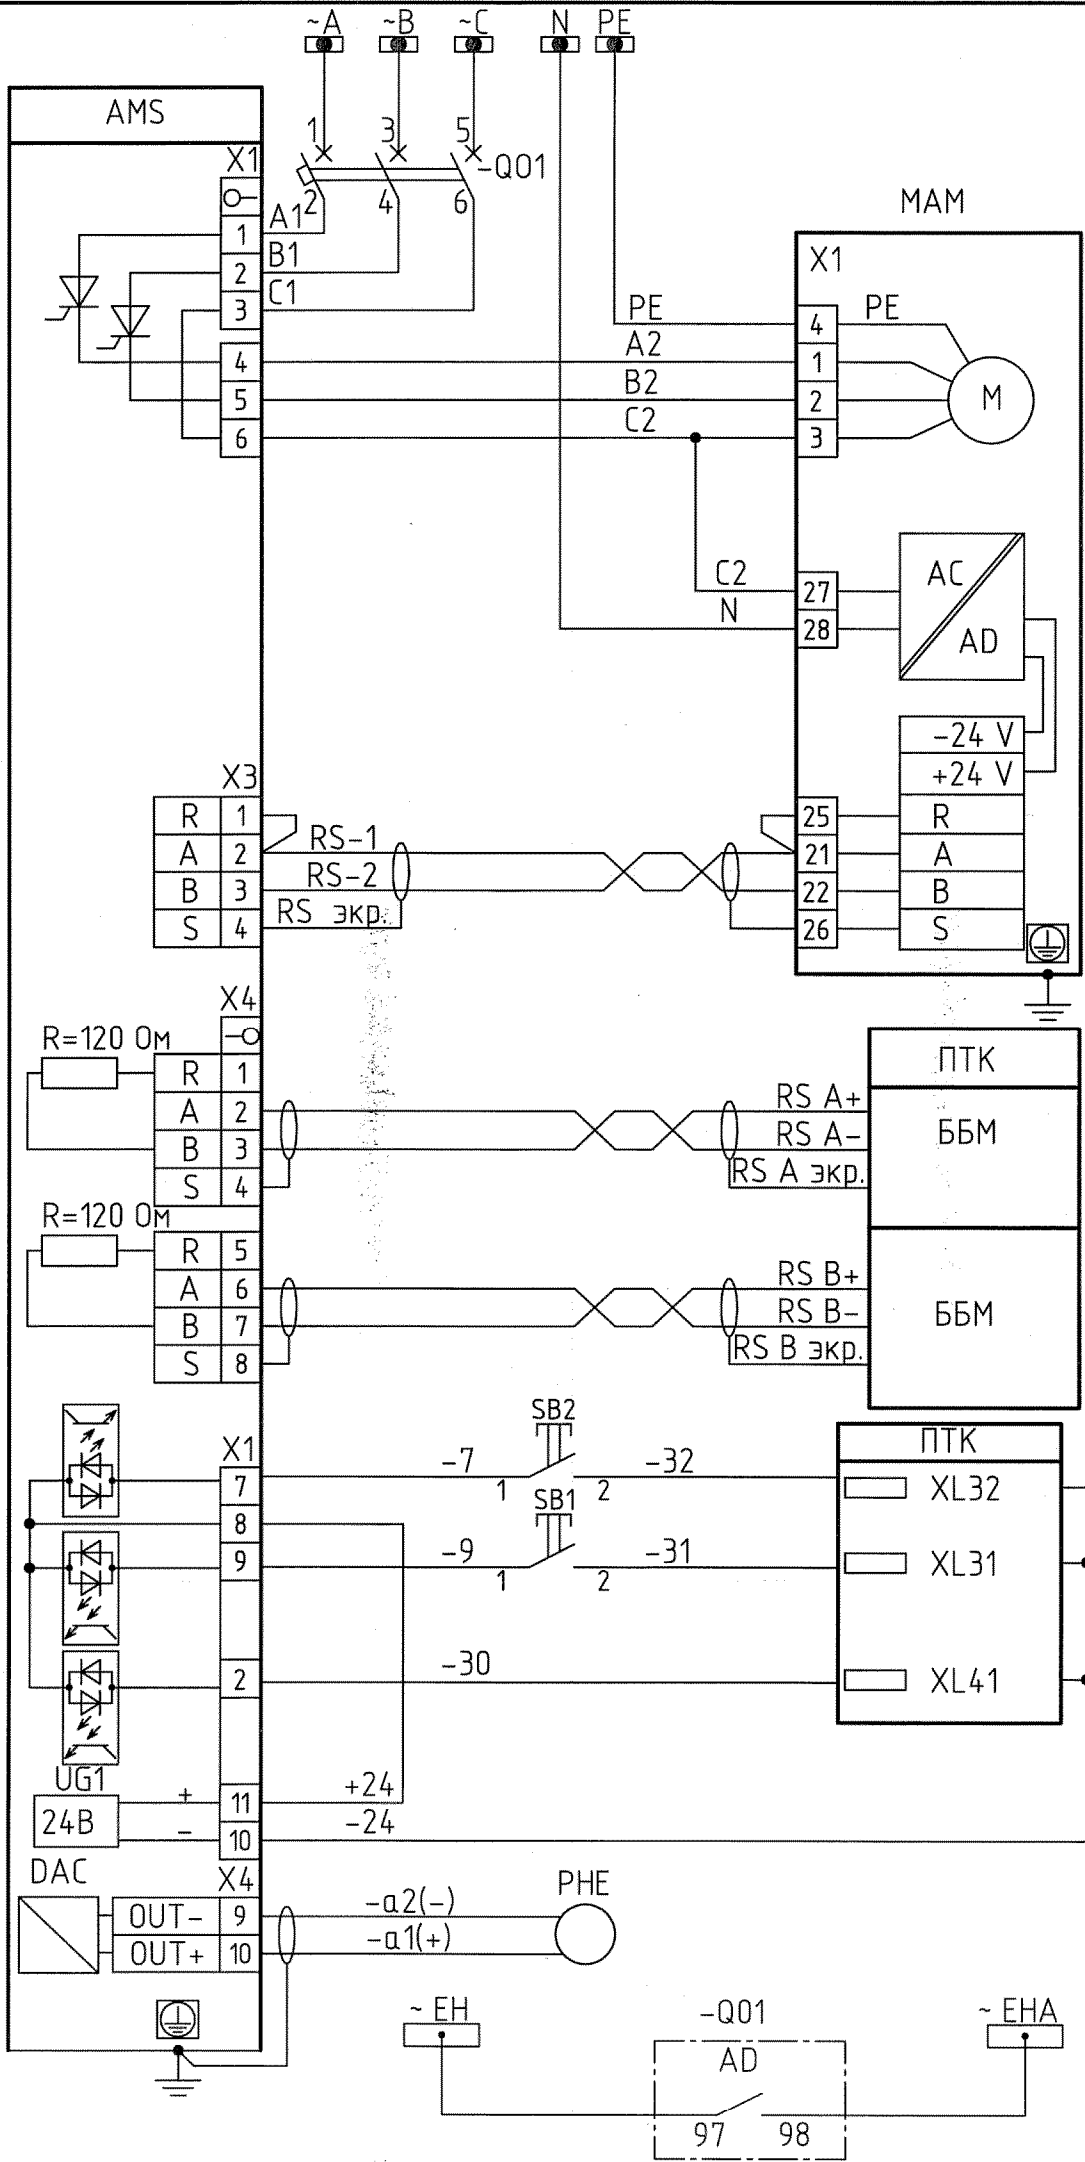 ~A ~B ~C N PE
AMS
1 3 5
X1 -Q01
2 4 6
MAM
1 A1
2 B1
3 C1
X1
PE 4 PE
4 A2 1
5 B2 2 M
6 C2 3
C2 27 AC
N 28 AD
-24 V
X3 +24 V
R 1 25 R
A 2 RS-1 21 A
B 3 RS-2 22 B
S 4 RS экр. 26 S
X4
R=120 Ом ПТК
R 1
A 2 RS A+
B 3 RS A- ББМ
S 4 RS A экр.
R=120 Ом
R 5
A 6 RS B+
B 7 RS B- ББМ
S 8 RS B экр.
SB2
X1 ПТК
7 -7 1 2 -32 XL32
8 SB1
9 -9 1 2 -31 XL31
2 -30 XL41
UG1
24В + 11 +24
- 10 -24
DAC X4 PHE
OUT- 9 -a2(-)
OUT+ 10 -a1(+)
~ EH -Q01 ~ EHA
AD
97 98